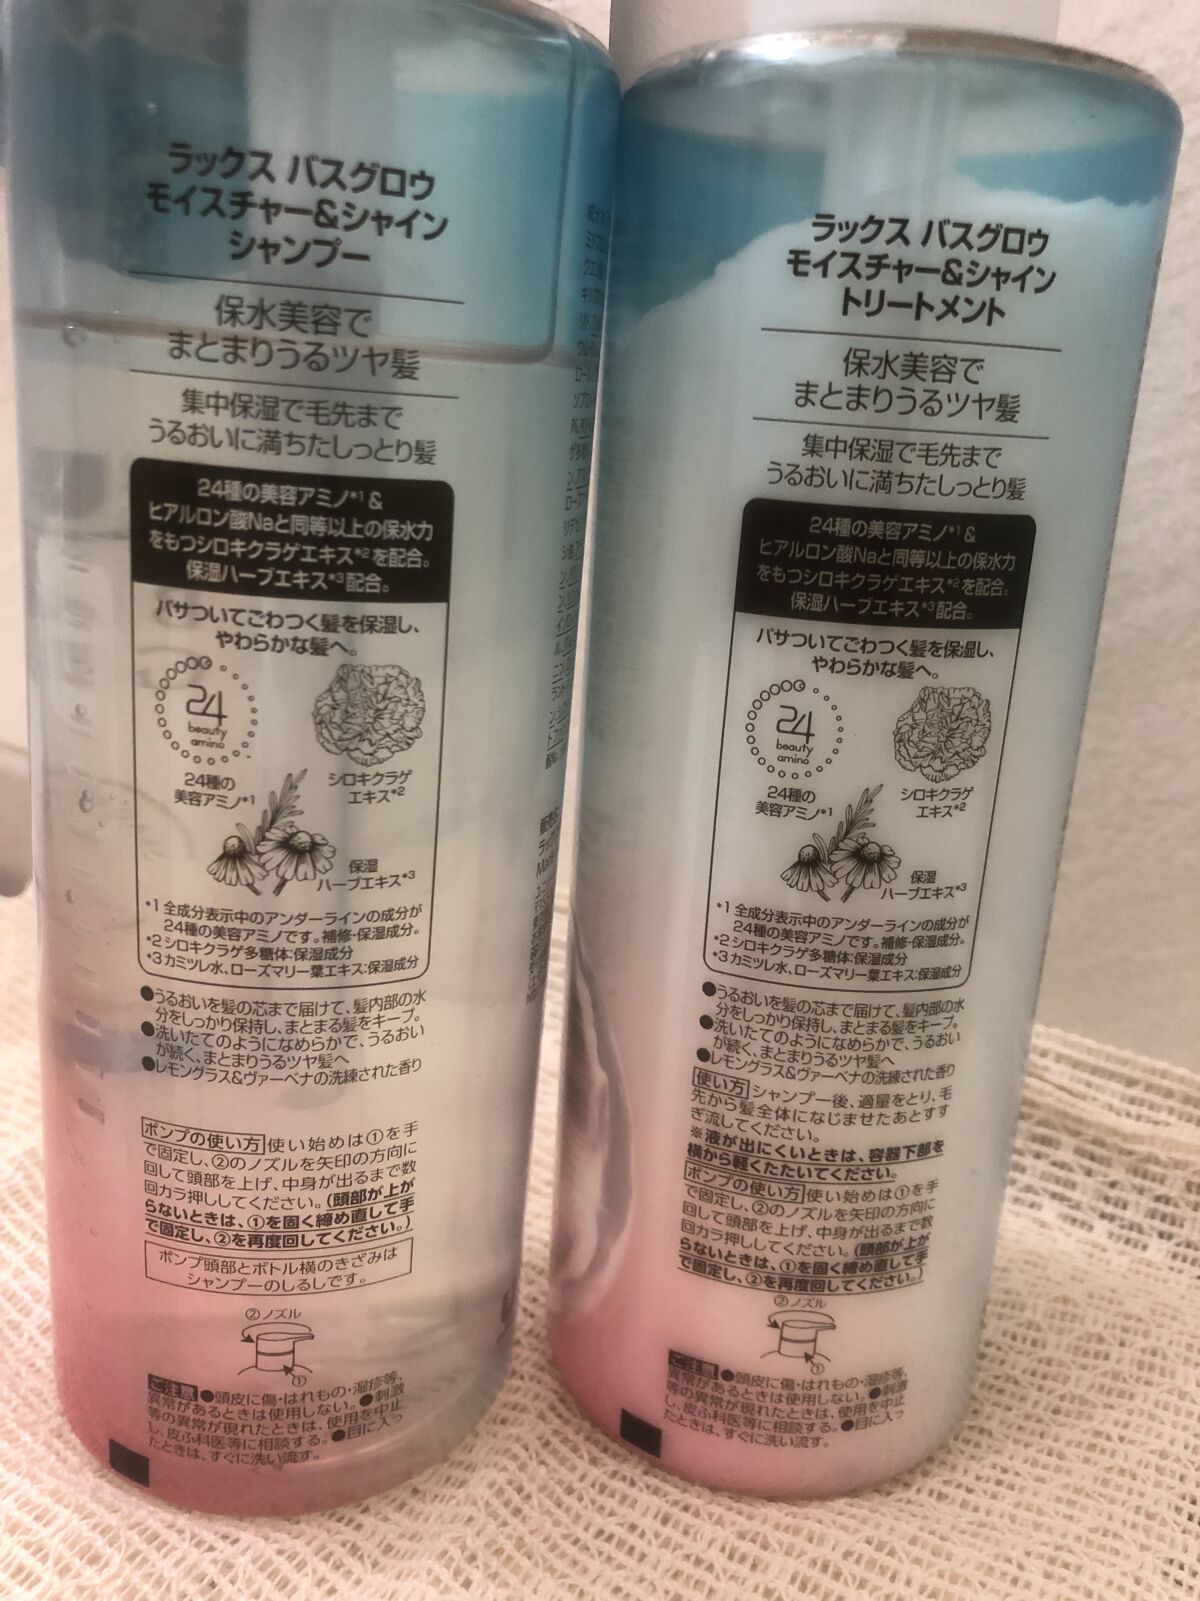 ラックス バスグロウ
モイスチャー&シャイン
シャンプー
保水美容で
まとまりうるツヤ髪
集中保湿で毛先まで
うるおいに満ちたしっとり髪
24種の美容アミノ*1&
ヒアルロン酸Naと同等以上の保水力
をもつシロキクラゲエキス*2を配合。
保湿ハーブエキス*3配合。
パサついてごわつく髪を保湿し、
やわらかな髪へ。
24
beauty
amino
24種の
美容アミノ*1
シロキクラゲ
エキス*2
保湿
ハーブエキス*3
*1 全成分表示中のアンダーラインの成分が
24種の美容アミノです。補修・保湿成分。
*2 シロキクラゲ多糖体:保湿成分
*3 カミツレ水、ローズマリー葉エキス:保湿成分
●うるおいを髪の芯まで届けて、髪内部の水
分をしっかり保持し、まとまる髪をキープ。
●洗いたてのようになめらかで、うるおい
が続く、まとまりうるツヤ髪へ
●レモングラス&ヴァーベナの洗練された香り
ポンプの使い方 使い始めは①を手
で固定し、②のノズルを矢印の方向に
回して頭部を上げ、中身が出るまで数
回カラ押ししてください。(頭部が上が
らないときは、①を固く締め直して手
で固定し、②を再度回してください。)
ポンプ頭部とボトル横のきざみは
シャンプーのしるしです。
②ノズル
①
ご注意 ●頭皮に傷・はれもの・湿疹等、
異常があるときは使用しない。●刺激
等の異常が現れたときは、使用を中止
し、皮ふ科医等に相談する。●目に入っ
たときは、すぐに洗い流す。
ラックス バスグロウ
モイスチャー&シャイン
トリートメント
保水美容で
まとまりうるツヤ髪
集中保湿で毛先まで
うるおいに満ちたしっとり髪
24種の美容アミノ*1&
ヒアルロン酸Naと同等以上の保水力
をもつシロキクラゲエキス*2を配合。
保湿ハーブエキス*3配合。
パサついてごわつく髪を保湿し、
やわらかな髪へ。
24
beauty
amino
24種の
美容アミノ*1
シロキクラゲ
エキス*2
保湿
ハーブエキス*3
*1 全成分表示中のアンダーラインの成分が
24種の美容アミノです。補修・保湿成分。
*2 シロキクラゲ多糖体:保湿成分
*3 カミツレ水、ローズマリー葉エキス:保湿成分
●うるおいを髪の芯まで届けて、髪内部の水
分をしっかり保持し、まとまる髪をキープ。
●洗いたてのようになめらかで、うるおい
が続く、まとまりうるツヤ髪へ
●レモングラス&ヴァーベナの洗練された香り
使い方 シャンプー後、適量をとり、毛
先から髪全体になじませたあとすす
ぎ流してください。
※液が出にくいときは、容器下部を
横から軽くたたいてください。
ポンプの使い方 使い始めは①を手
で固定し、②のノズルを矢印の方向に
回して頭部を上げ、中身が出るまで数
回カラ押ししてください。(頭部が上が
らないときは、①を固く締め直して手
で固定し、②を再度回してください。)
②ノズル
①
ご注意 ●頭皮に傷・はれもの・湿疹等、
異常があるときは使用しない。●刺激
等の異常が現れたときは、使用を中止
し、皮ふ科医等に相談する。●目に入っ
たときは、すぐに洗い流す。